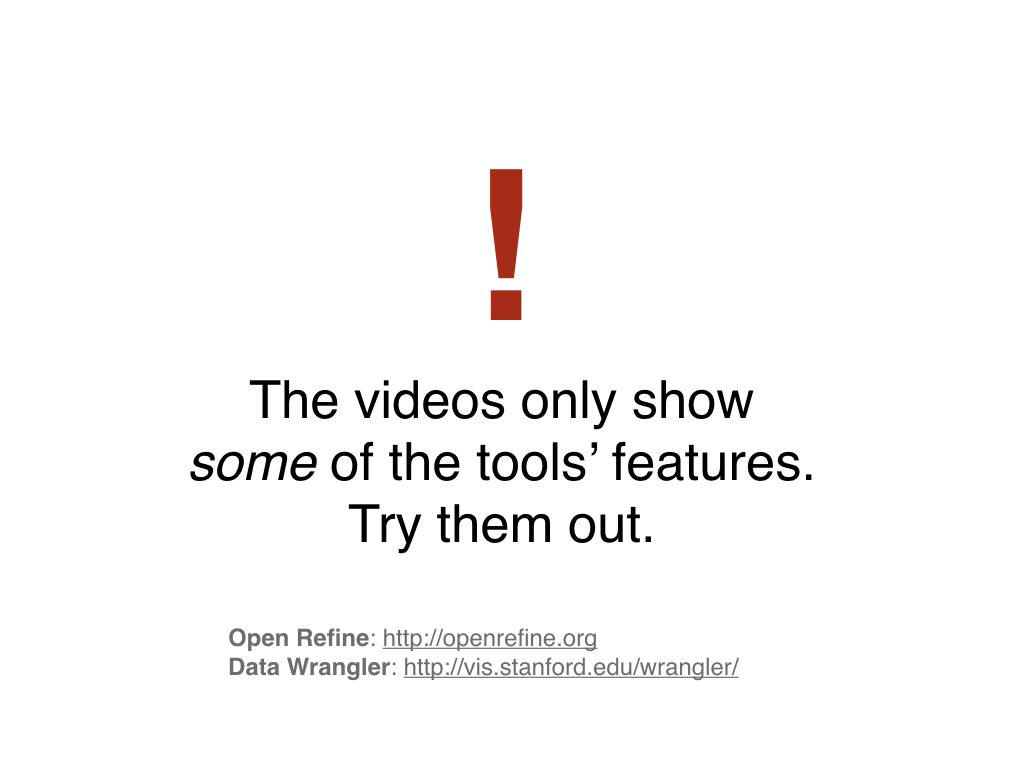 !
The videos only show
some of the tools’ features.
Try them out.
Open Refine: http://openrefine.org
Data Wrangler: http://vis.stanford.edu/wrangler/